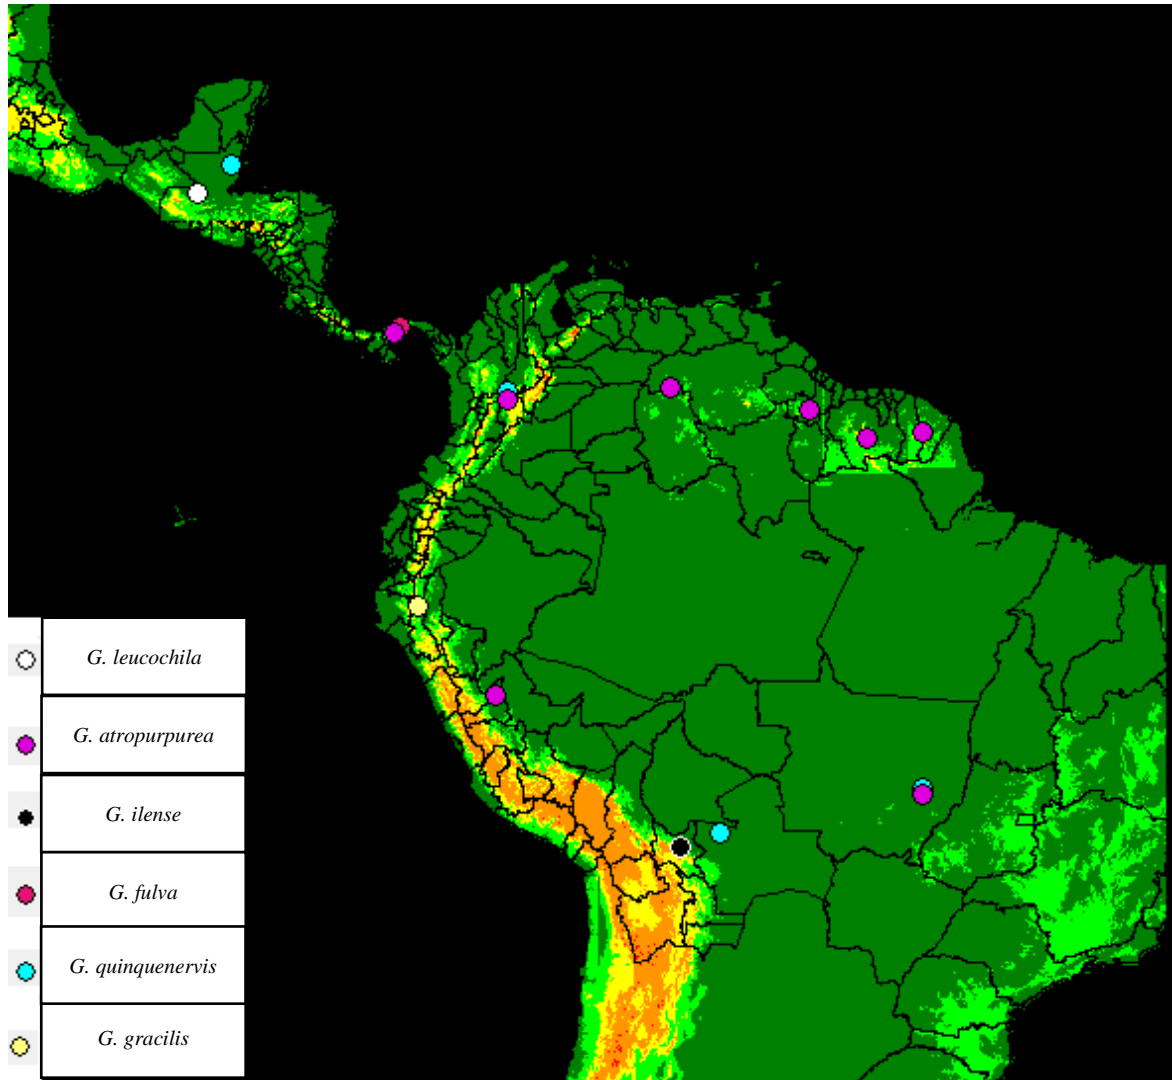 G. leucochila
G. atropurpurea
G. ilense
G. fulva
G. quinquenervis
G. gracilis